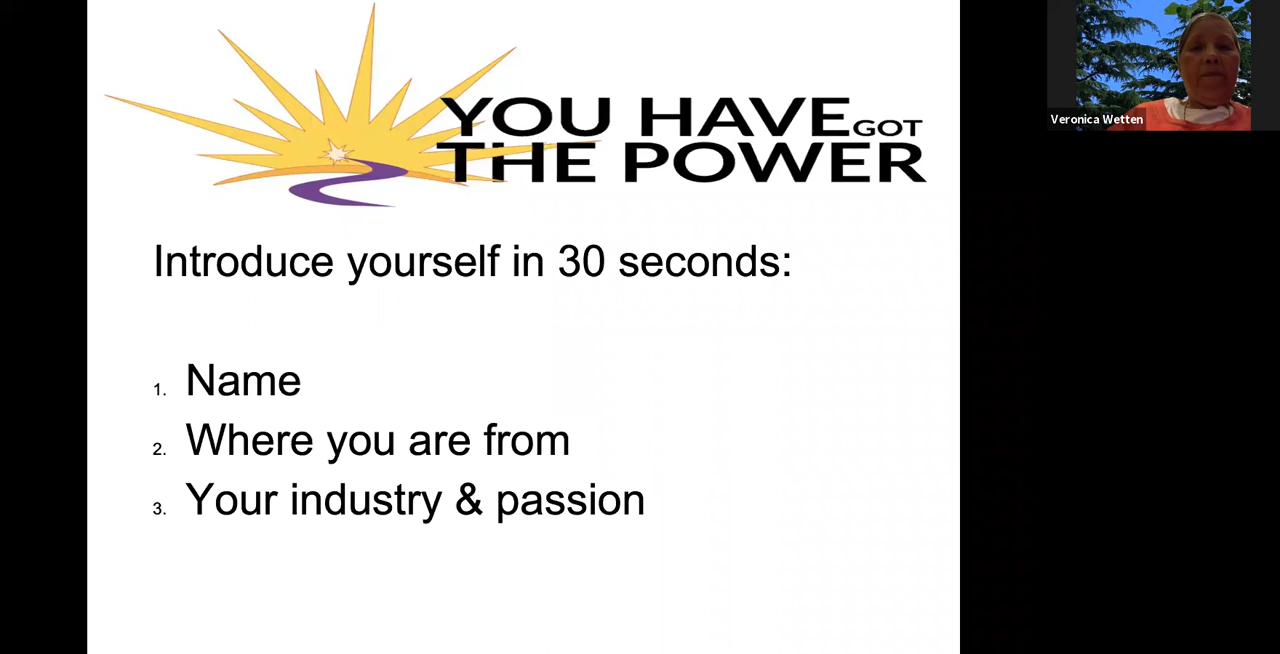 YOU HAVE GOT
THE POWER
Introduce yourself in 30 seconds:
1. Name
2. Where you are from
3. Your industry & passion
Veronica Wetten